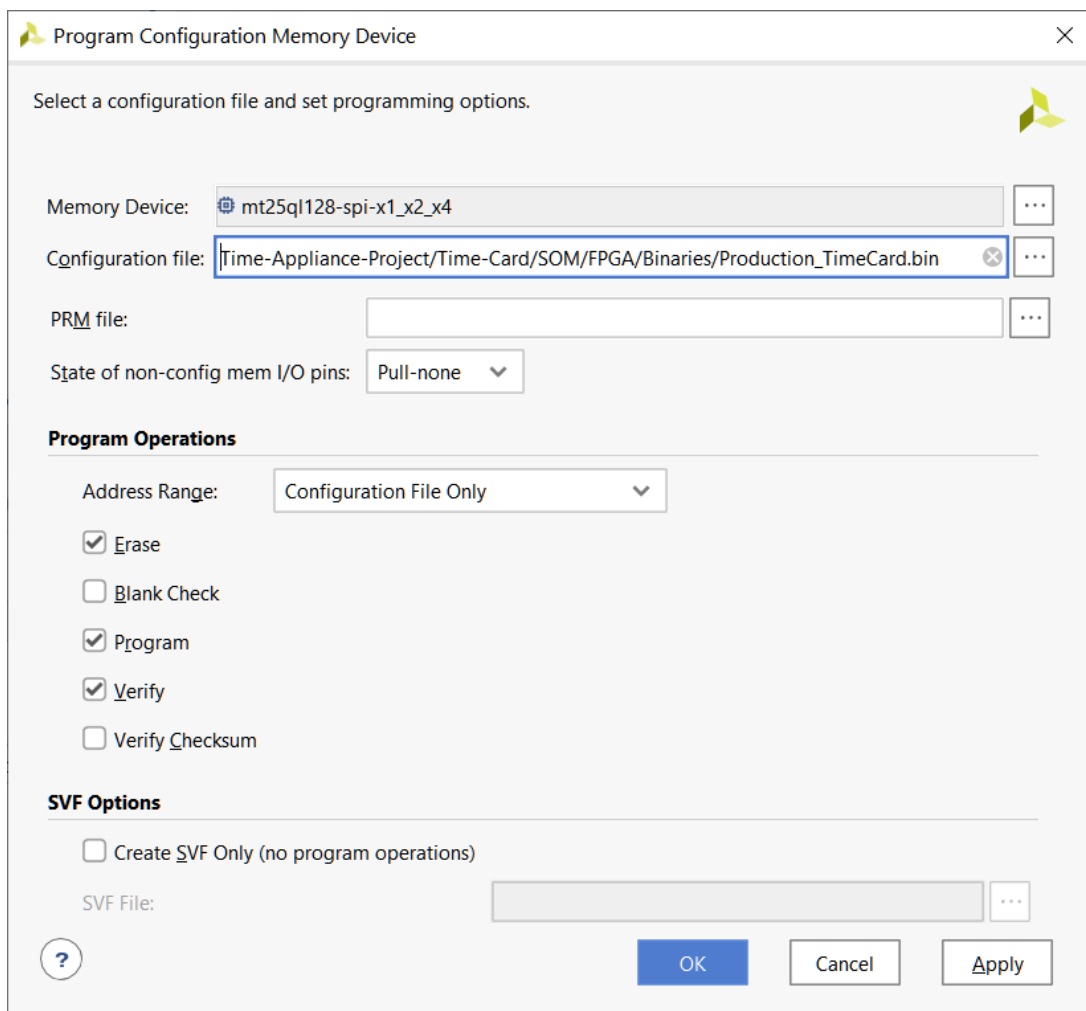 Program Configuration Memory Device
Select a configuration file and set programming options.
Memory Device: mt25ql128-spi-x1_x2_x4 ...
Configuration file: Time-Appliance-Project/Time-Card/SOM/FPGA/Binaries/Production_TimeCard.bin ...
PRM file: ...
State of non-config mem I/O pins: Pull-none
Program Operations
Address Range: Configuration File Only
Erase
Blank Check
Program
Verify
Verify Checksum
SVF Options
Create SVF Only (no program operations)
SVF File: ...
? OK Cancel Apply